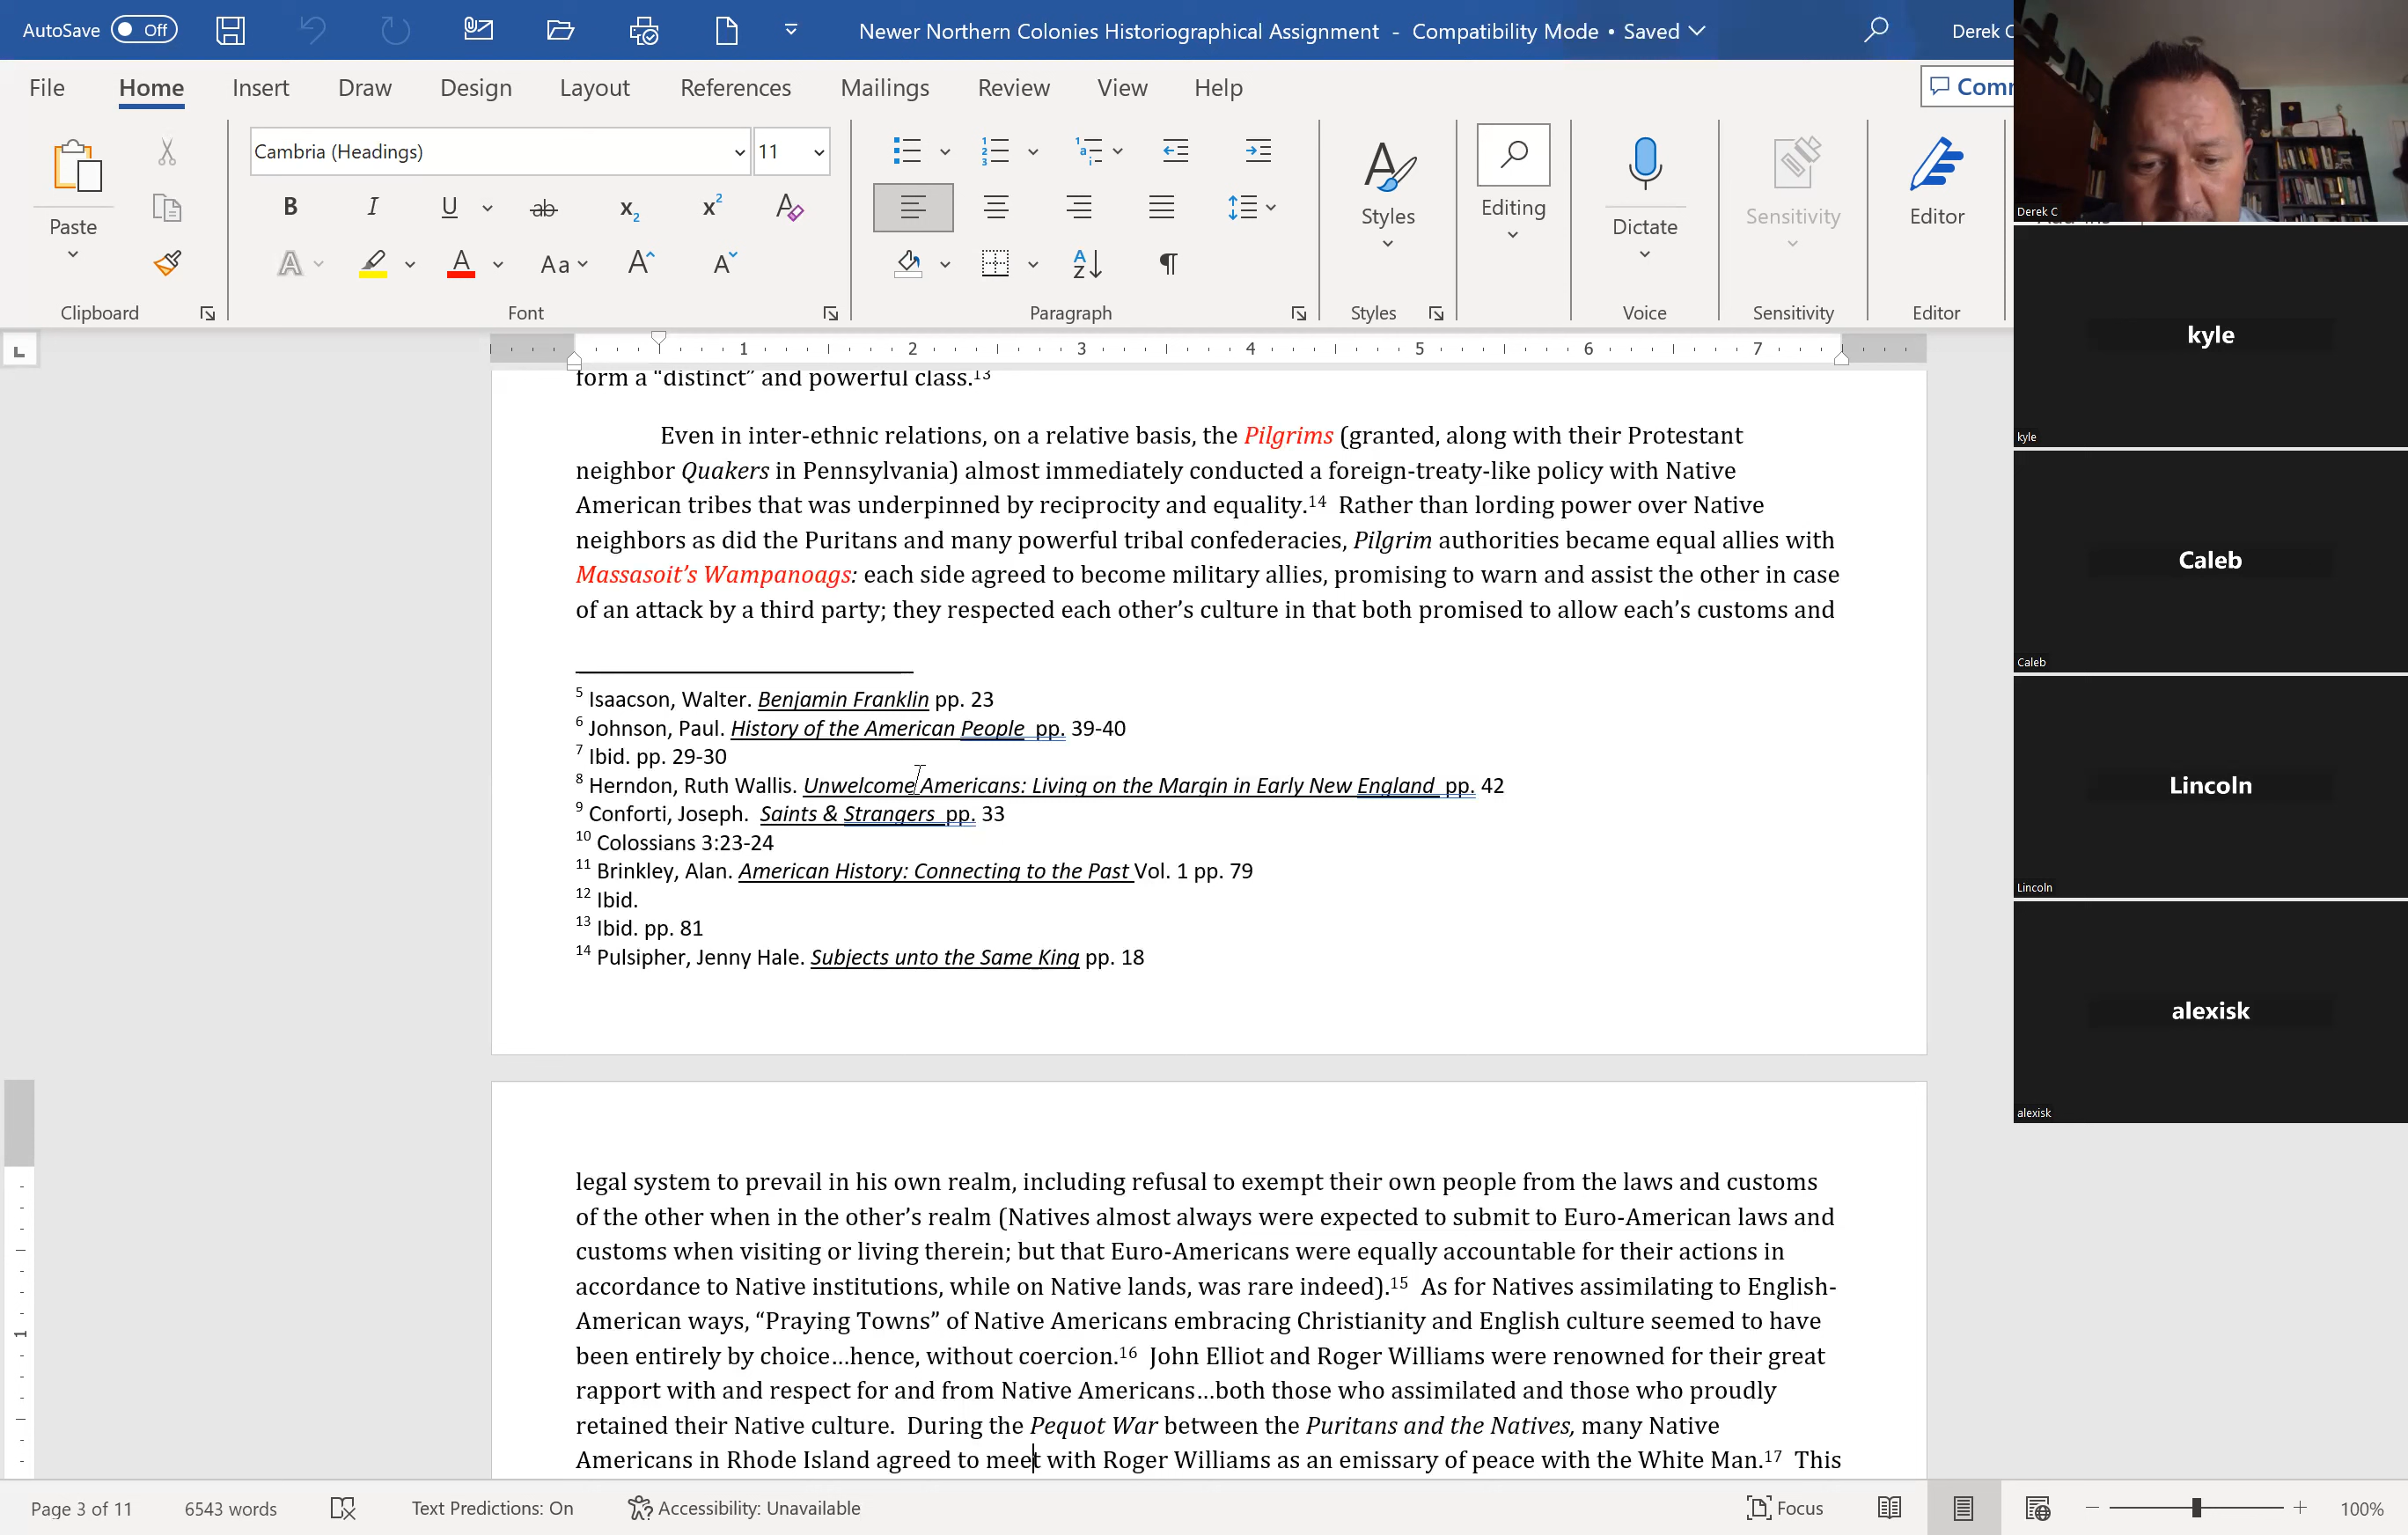 AutoSave Off Newer Northern Colonies Historiographical Assignment - Compatibility Mode • Saved Derek C
File Home Insert Draw Design Layout References Mailings Review View Help Comm
Cambria (Headings) 11
Paste
Styles Editing Dictate Sensitivity Editor
Clipboard Font Paragraph Styles Voice Sensitivity Editor
Derek C
kyle
kyle
Caleb
Caleb
Lincoln
Lincoln
alexisk
alexisk
1 2 3 4 5 6 7
form a “distinct” and powerful class.13
Even in inter-ethnic relations, on a relative basis, the Pilgrims (granted, along with their Protestant
neighbor Quakers in Pennsylvania) almost immediately conducted a foreign-treaty-like policy with Native
American tribes that was underpinned by reciprocity and equality.14 Rather than lording power over Native
neighbors as did the Puritans and many powerful tribal confederacies, Pilgrim authorities became equal allies with
Massasoit’s Wampanoags: each side agreed to become military allies, promising to warn and assist the other in case
of an attack by a third party; they respected each other’s culture in that both promised to allow each’s customs and
5 Isaacson, Walter. Benjamin Franklin pp. 23
6 Johnson, Paul. History of the American People pp. 39-40
7 Ibid. pp. 29-30
8 Herndon, Ruth Wallis. Unwelcome Americans: Living on the Margin in Early New England pp. 42
9 Conforti, Joseph. Saints & Strangers pp. 33
10 Colossians 3:23-24
11 Brinkley, Alan. American History: Connecting to the Past Vol. 1 pp. 79
12 Ibid.
13 Ibid. pp. 81
14 Pulsipher, Jenny Hale. Subjects unto the Same King pp. 18
legal system to prevail in his own realm, including refusal to exempt their own people from the laws and customs
of the other when in the other’s realm (Natives almost always were expected to submit to Euro-American laws and
customs when visiting or living therein; but that Euro-Americans were equally accountable for their actions in
accordance to Native institutions, while on Native lands, was rare indeed).15 As for Natives assimilating to English-
American ways, “Praying Towns” of Native Americans embracing Christianity and English culture seemed to have
been entirely by choice…hence, without coercion.16 John Elliot and Roger Williams were renowned for their great
rapport with and respect for and from Native Americans…both those who assimilated and those who proudly
retained their Native culture. During the Pequot War between the Puritans and the Natives, many Native
Americans in Rhode Island agreed to meet with Roger Williams as an emissary of peace with the White Man.17 This
1
Page 3 of 11 6543 words Text Predictions: On Accessibility: Unavailable Focus 100%